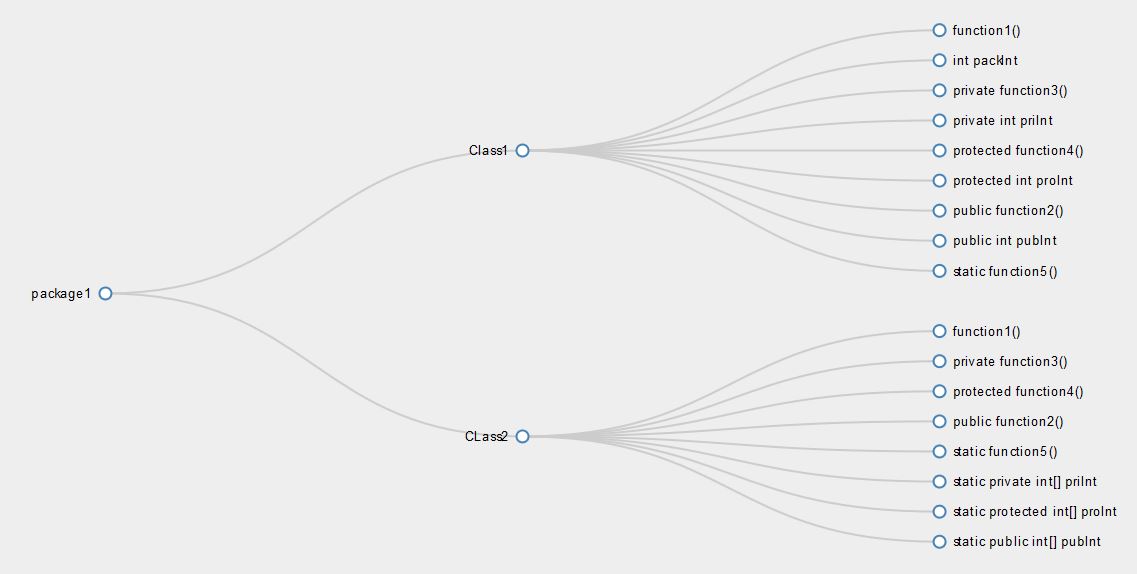 package1
Class1
function1()
int packInt
private function3()
private int priInt
protected function4()
protected int proInt
public function2()
public int pubInt
static function5()
CLass2
function1()
private function3()
protected function4()
public function2()
static function5()
static private int[] priInt
static protected int[] proInt
static public int[] pubInt